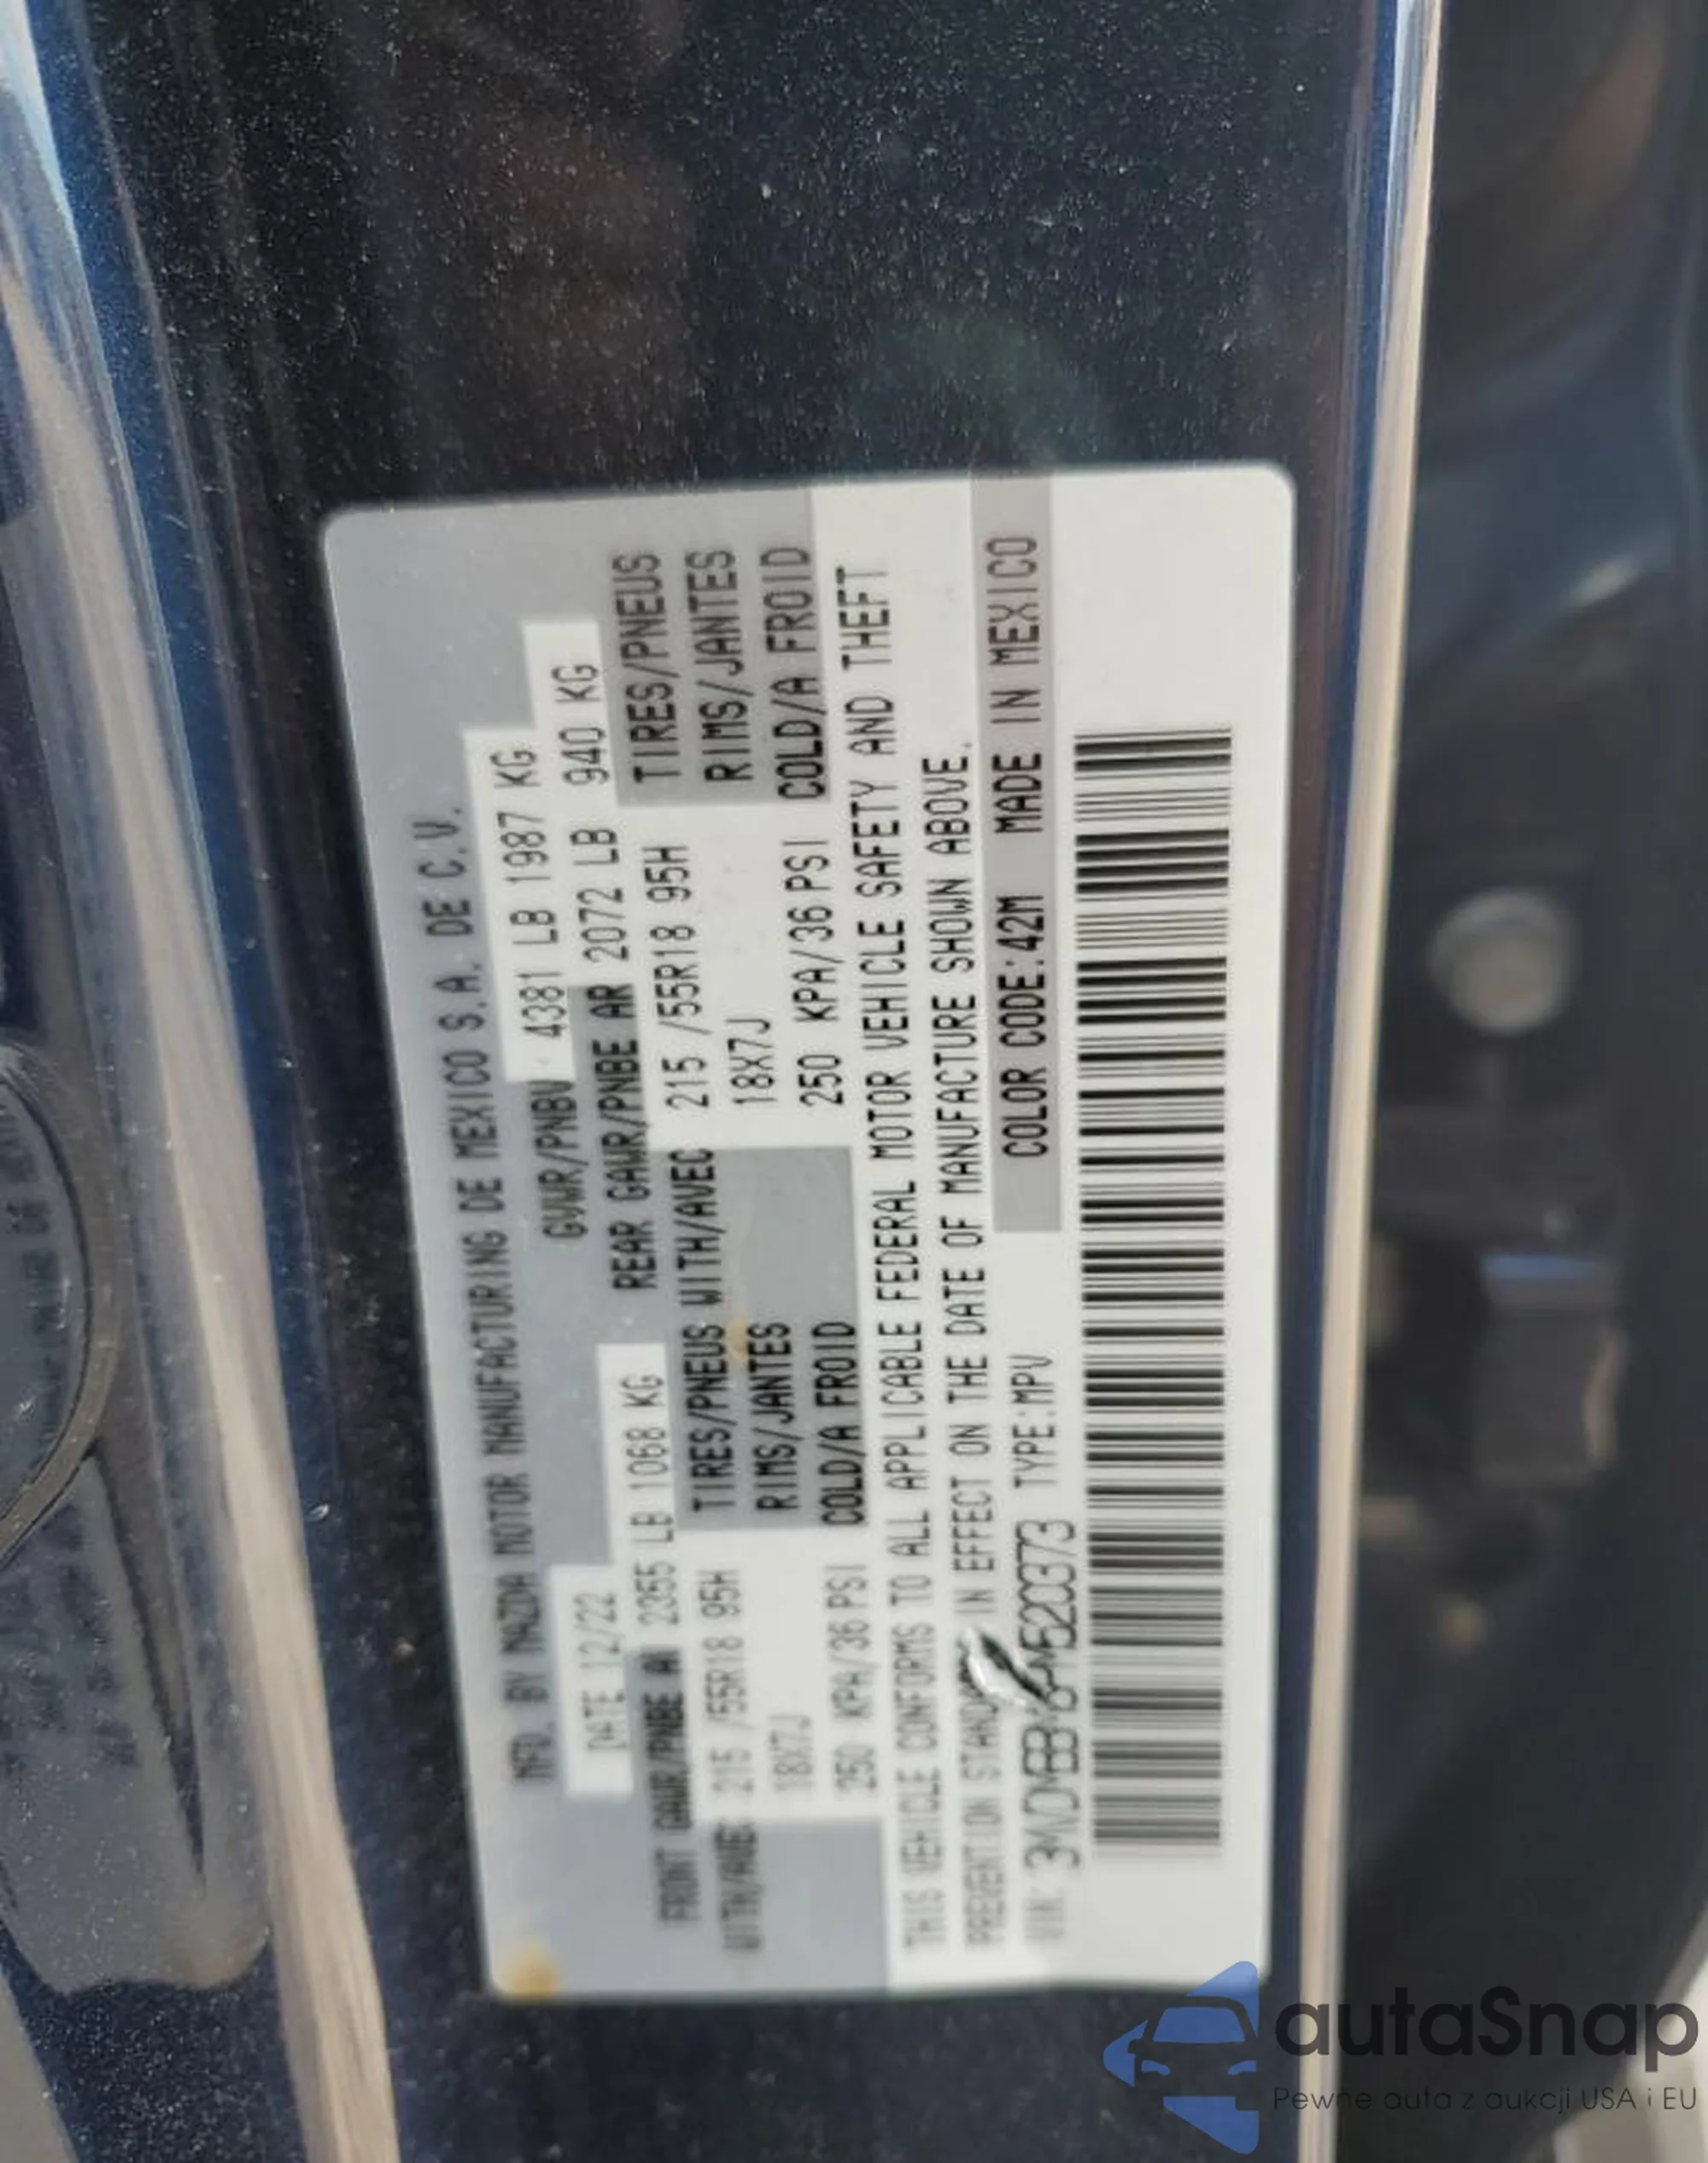 MFD. BY MAZDA MOTOR MANUFACTURING DE MEXICO S.A. DE C.V.
DATE 12/22 GVWR/PNBV 4381 LB 1987 KG
FRONT GAWR/PNBE A 2355 LB 1068 KG REAR GAWR/PNBE AR 2072 LB 940 KG
215 /55R18 95H TIRES/PNEUS WITH/AVEC 215 /55R18 95H TIRES/PNEUS
18X7J RIMS/JANTES 18X7J RIMS/JANTES
250 KPA/36 PSI COLD/A FROID 250 KPA/36 PSI COLD/A FROID
THIS VEHICLE CONFORMS TO ALL APPLICABLE FEDERAL MOTOR VEHICLE SAFETY AND THEFT
PREVENTION IN EFFECT ON THE DATE OF MANUFACTURE SHOWN ABOVE.
VIN: TYPE:MPV COLOR CODE:42M MADE IN MEXICO
autaSnap
Pewne auta z aukcji USA i EU